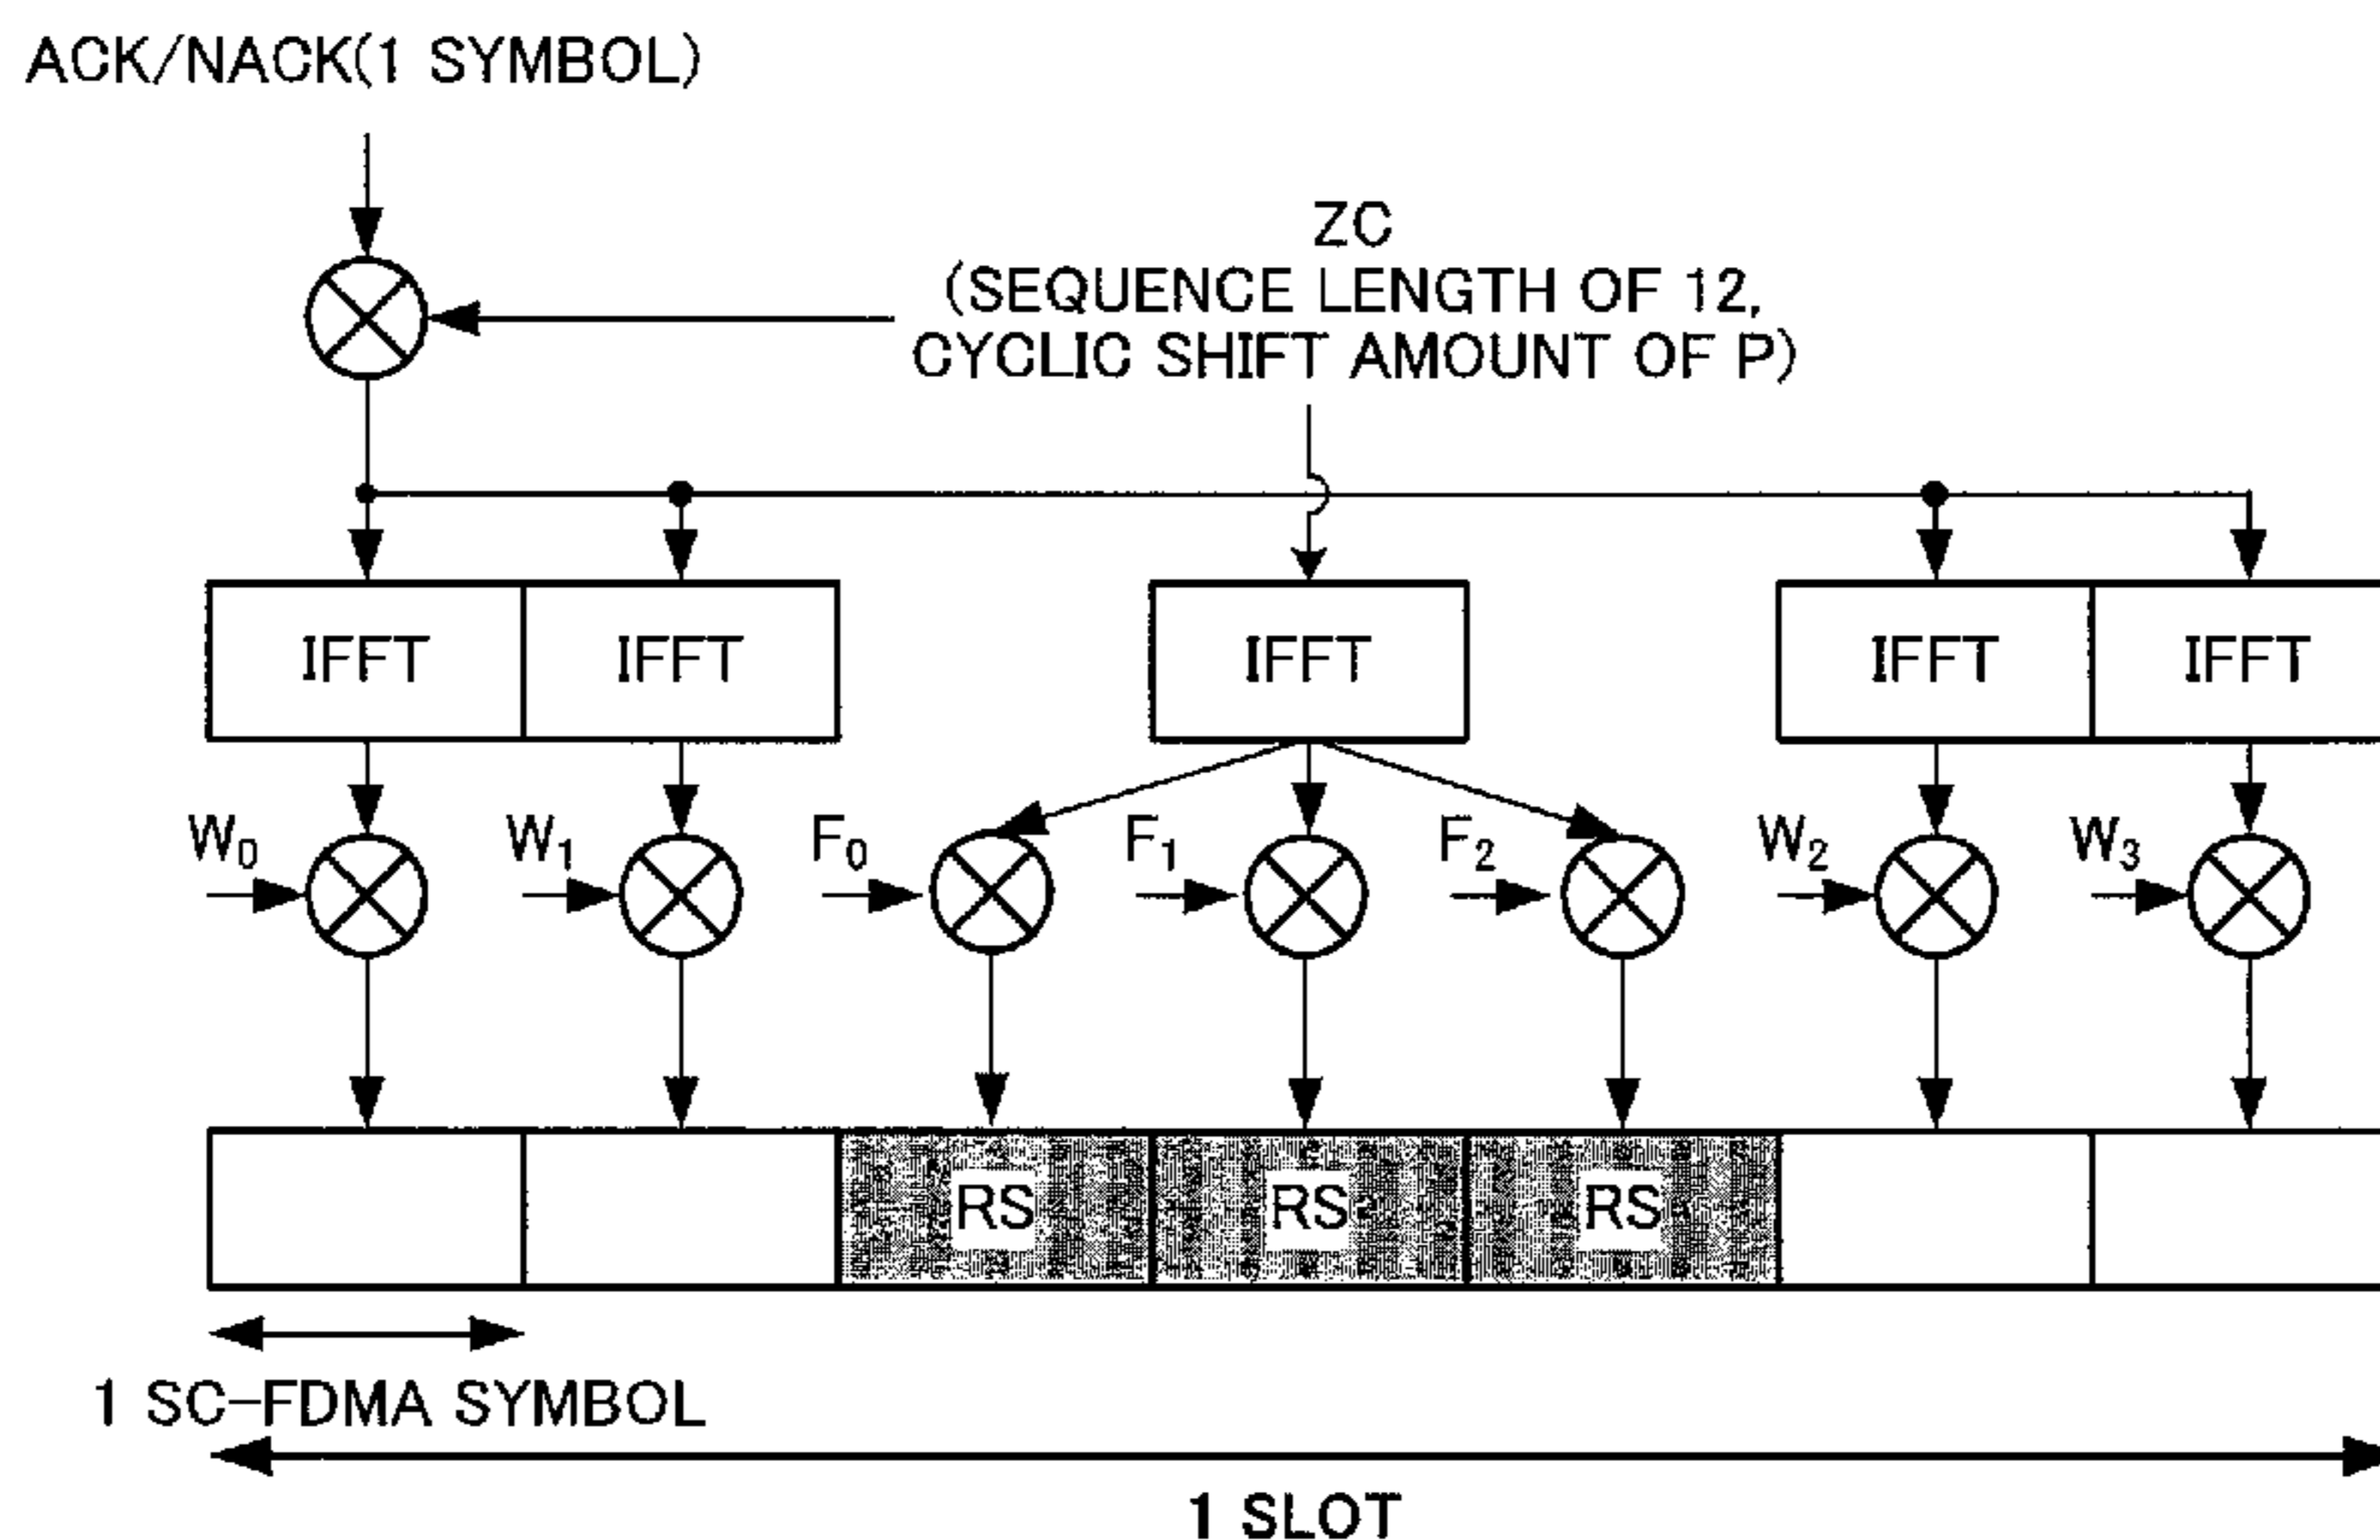 ACK/NACK(1 SYMBOL)
ZC
(SEQUENCE LENGTH OF 12,
CYCLIC SHIFT AMOUNT OF P)
IFFT IFFT IFFT IFFT IFFT
W₀ W₁ F₀ F₁ F₂ W₂ W₃
RS RS RS
1 SC-FDMA SYMBOL
1 SLOT